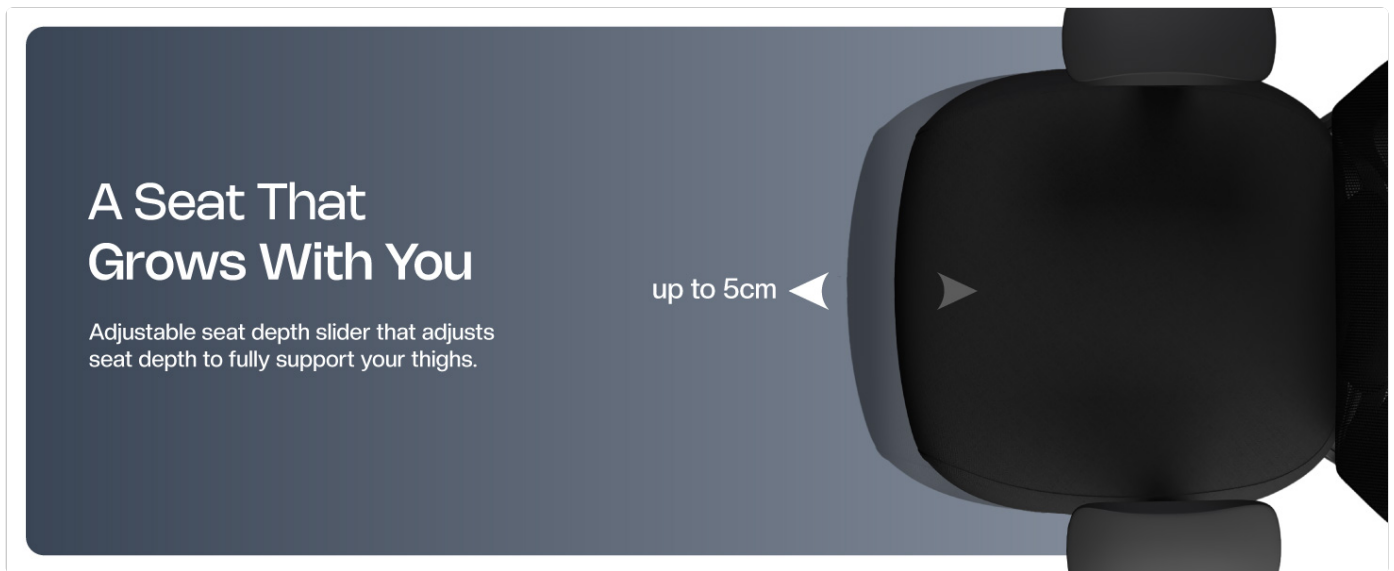 A Seat That
Grows With You
Adjustable seat depth slider that adjusts
seat depth to fully support your thighs.
up to 5cm